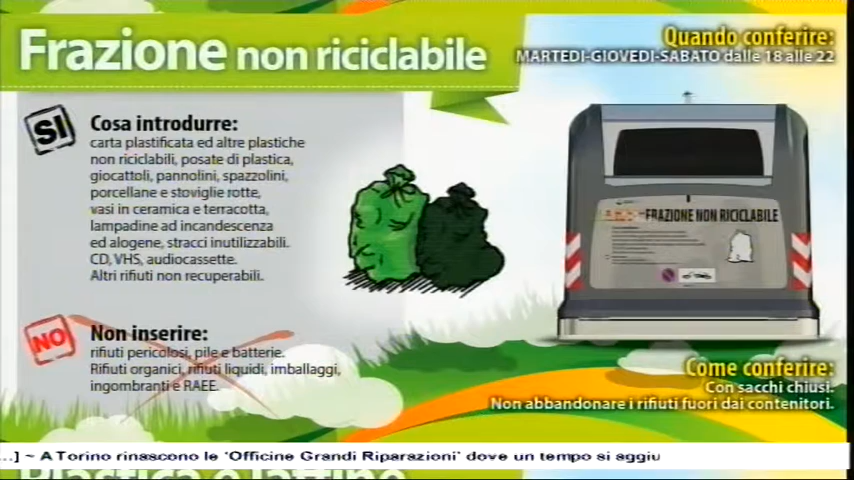 Frazione non riciclabile
Quando conferire:
MARTEDI-GIOVEDI-SABATO dalle 18 alle 22
SI
Cosa introdurre:
carta plastificata ed altre plastiche
non riciclabili, posate di plastica,
giocattoli, pannolini, spazzolini,
porcellane e stoviglie rotte,
vasi in ceramica e terracotta,
lampadine ad incandescenza
ed alogene, stracci inutilizzabili.
CD, VHS, audiocassette.
Altri rifiuti non recuperabili.
FRAZIONE NON RICICLABILE
NO
Non inserire:
rifiuti pericolosi, pile e batterie.
Rifiuti organici, rifiuti liquidi, imballaggi,
ingombranti e RAEE.
Come conferire:
Con sacchi chiusi.
Non abbandonare i rifiuti fuori dai contenitori.
...] ~ A Torino rinascono le 'Officine Grandi Riparazioni' dove un tempo si aggiu
Plastica e lattine